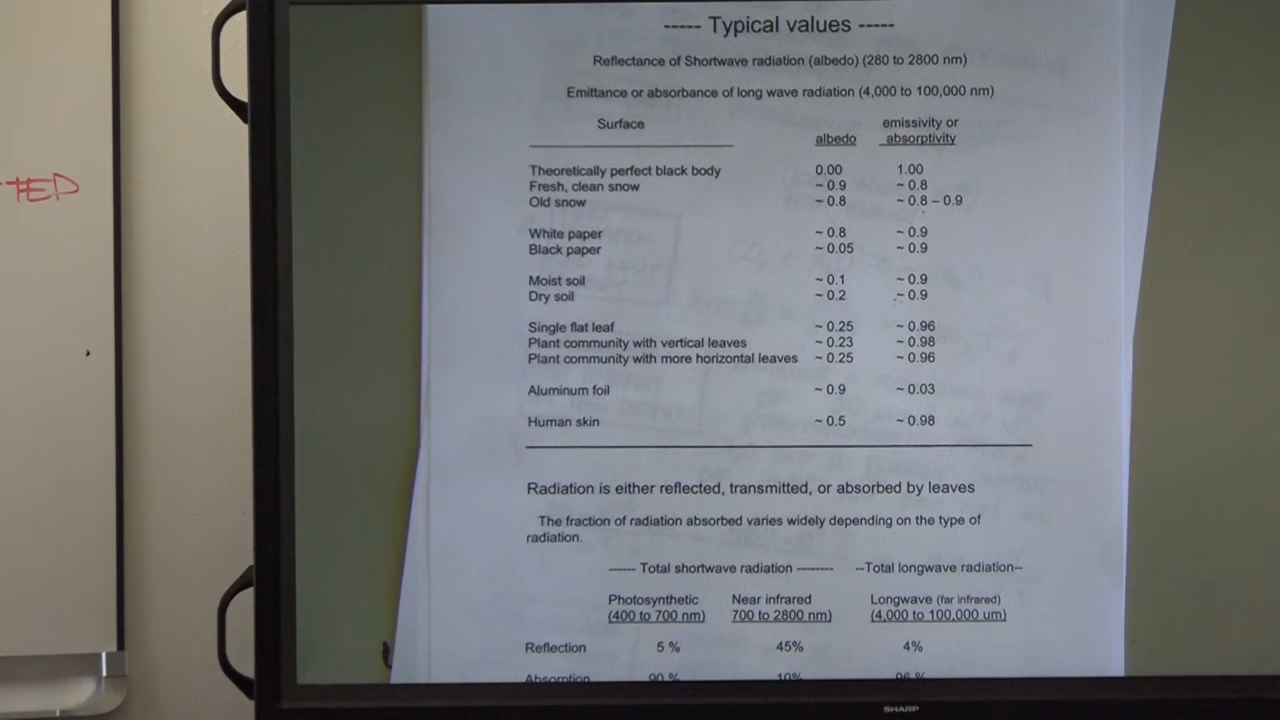 TED
----- Typical values -----
Reflectance of Shortwave radiation (albedo) (280 to 2800 nm)
Emittance or absorbance of long wave radiation (4,000 to 100,000 nm)
Surface albedo emissivity or absorptivity
Theoretically perfect black body 0.00 1.00
Fresh, clean snow ~ 0.9 ~ 0.8
Old snow ~ 0.8 ~ 0.8 – 0.9
White paper ~ 0.8 ~ 0.9
Black paper ~ 0.05 ~ 0.9
Moist soil ~ 0.1 ~ 0.9
Dry soil ~ 0.2 ~ 0.9
Single flat leaf ~ 0.25 ~ 0.96
Plant community with vertical leaves ~ 0.23 ~ 0.98
Plant community with more horizontal leaves ~ 0.25 ~ 0.96
Aluminum foil ~ 0.9 ~ 0.03
Human skin ~ 0.5 ~ 0.98
Radiation is either reflected, transmitted, or absorbed by leaves
The fraction of radiation absorbed varies widely depending on the type of
radiation.
------ Total shortwave radiation -------- --Total longwave radiation--
Photosynthetic Near infrared Longwave (far infrared)
(400 to 700 nm) 700 to 2800 nm) (4,000 to 100,000 um)
Reflection 5 % 45% 4%
Absorption 90 % 10% 96 %
SHARP